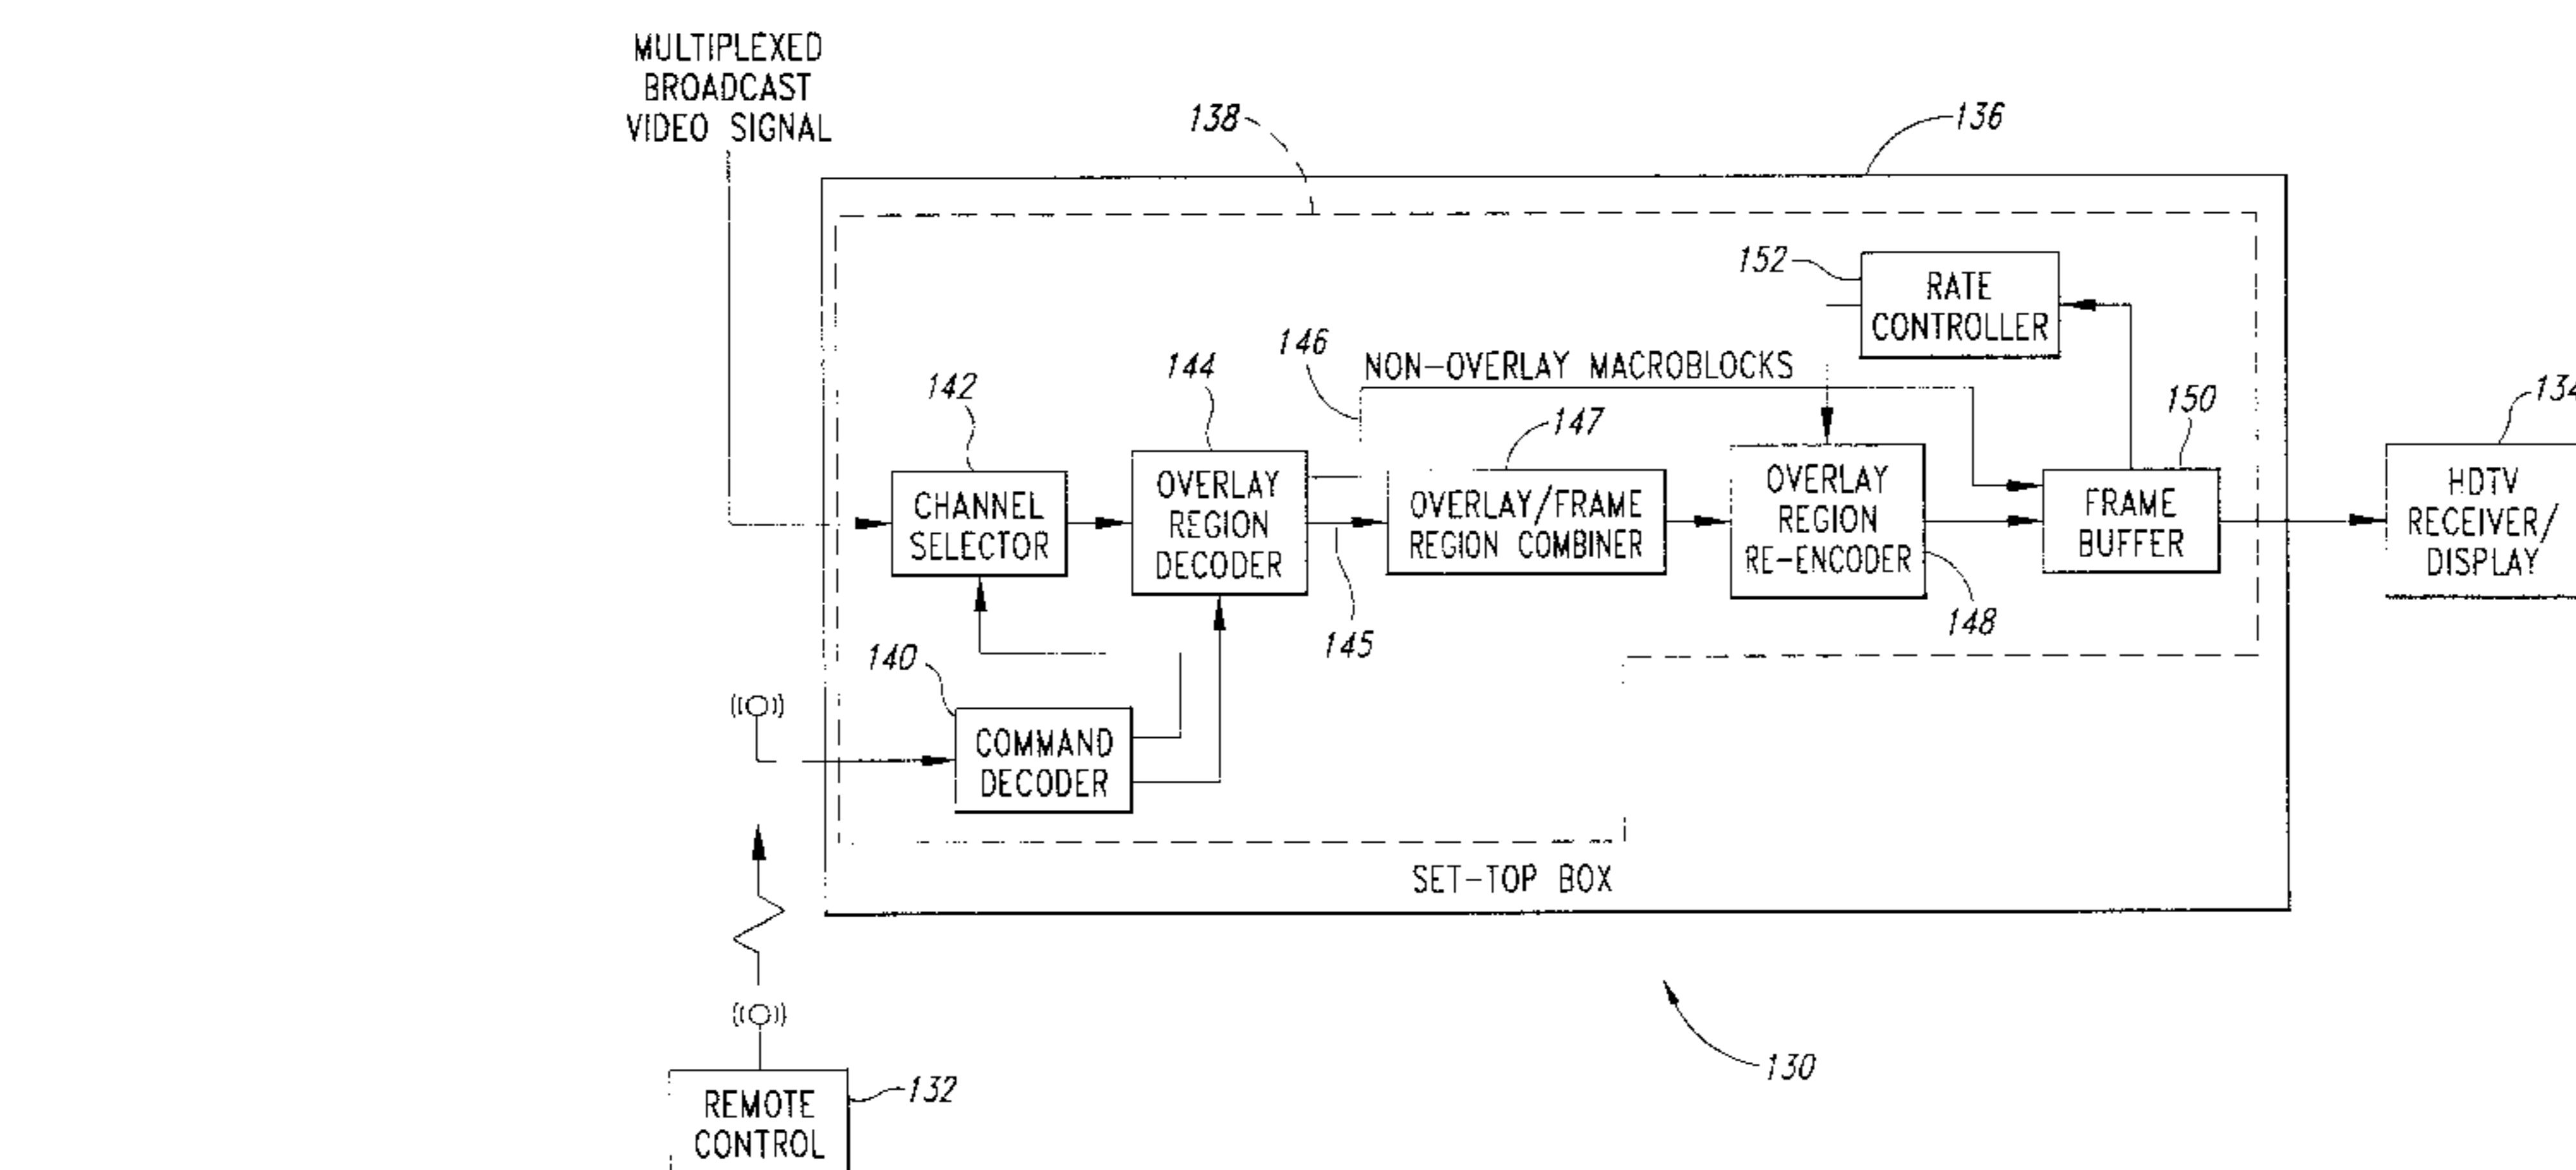 MULTIPLEXED
BROADCAST
VIDEO SIGNAL
138
136
152
RATE
CONTROLLER
146
NON-OVERLAY MACROBLOCKS
144
142
147
150
134
CHANNEL
SELECTOR
OVERLAY
REGION
DECODER
OVERLAY/FRAME
REGION COMBINER
OVERLAY
REGION
RE-ENCODER
FRAME
BUFFER
HDTV
RECEIVER/
DISPLAY
145
148
140
COMMAND
DECODER
SET-TOP BOX
130
132
REMOTE
CONTROL